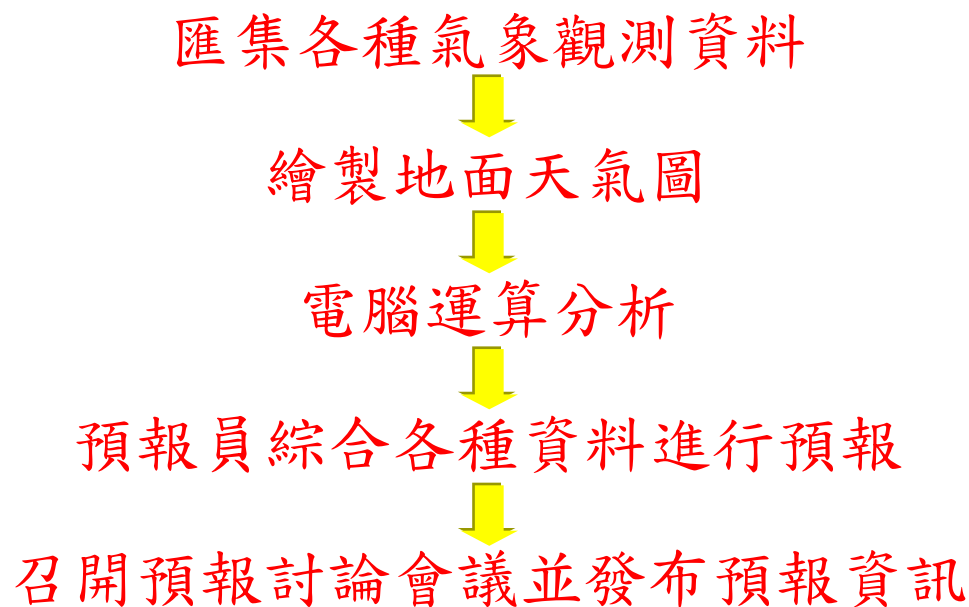 匯集各種氣象觀測資料
繪製地面天氣圖
電腦運算分析
預報員綜合各種資料進行預報
召開預報討論會議並發布預報資訊